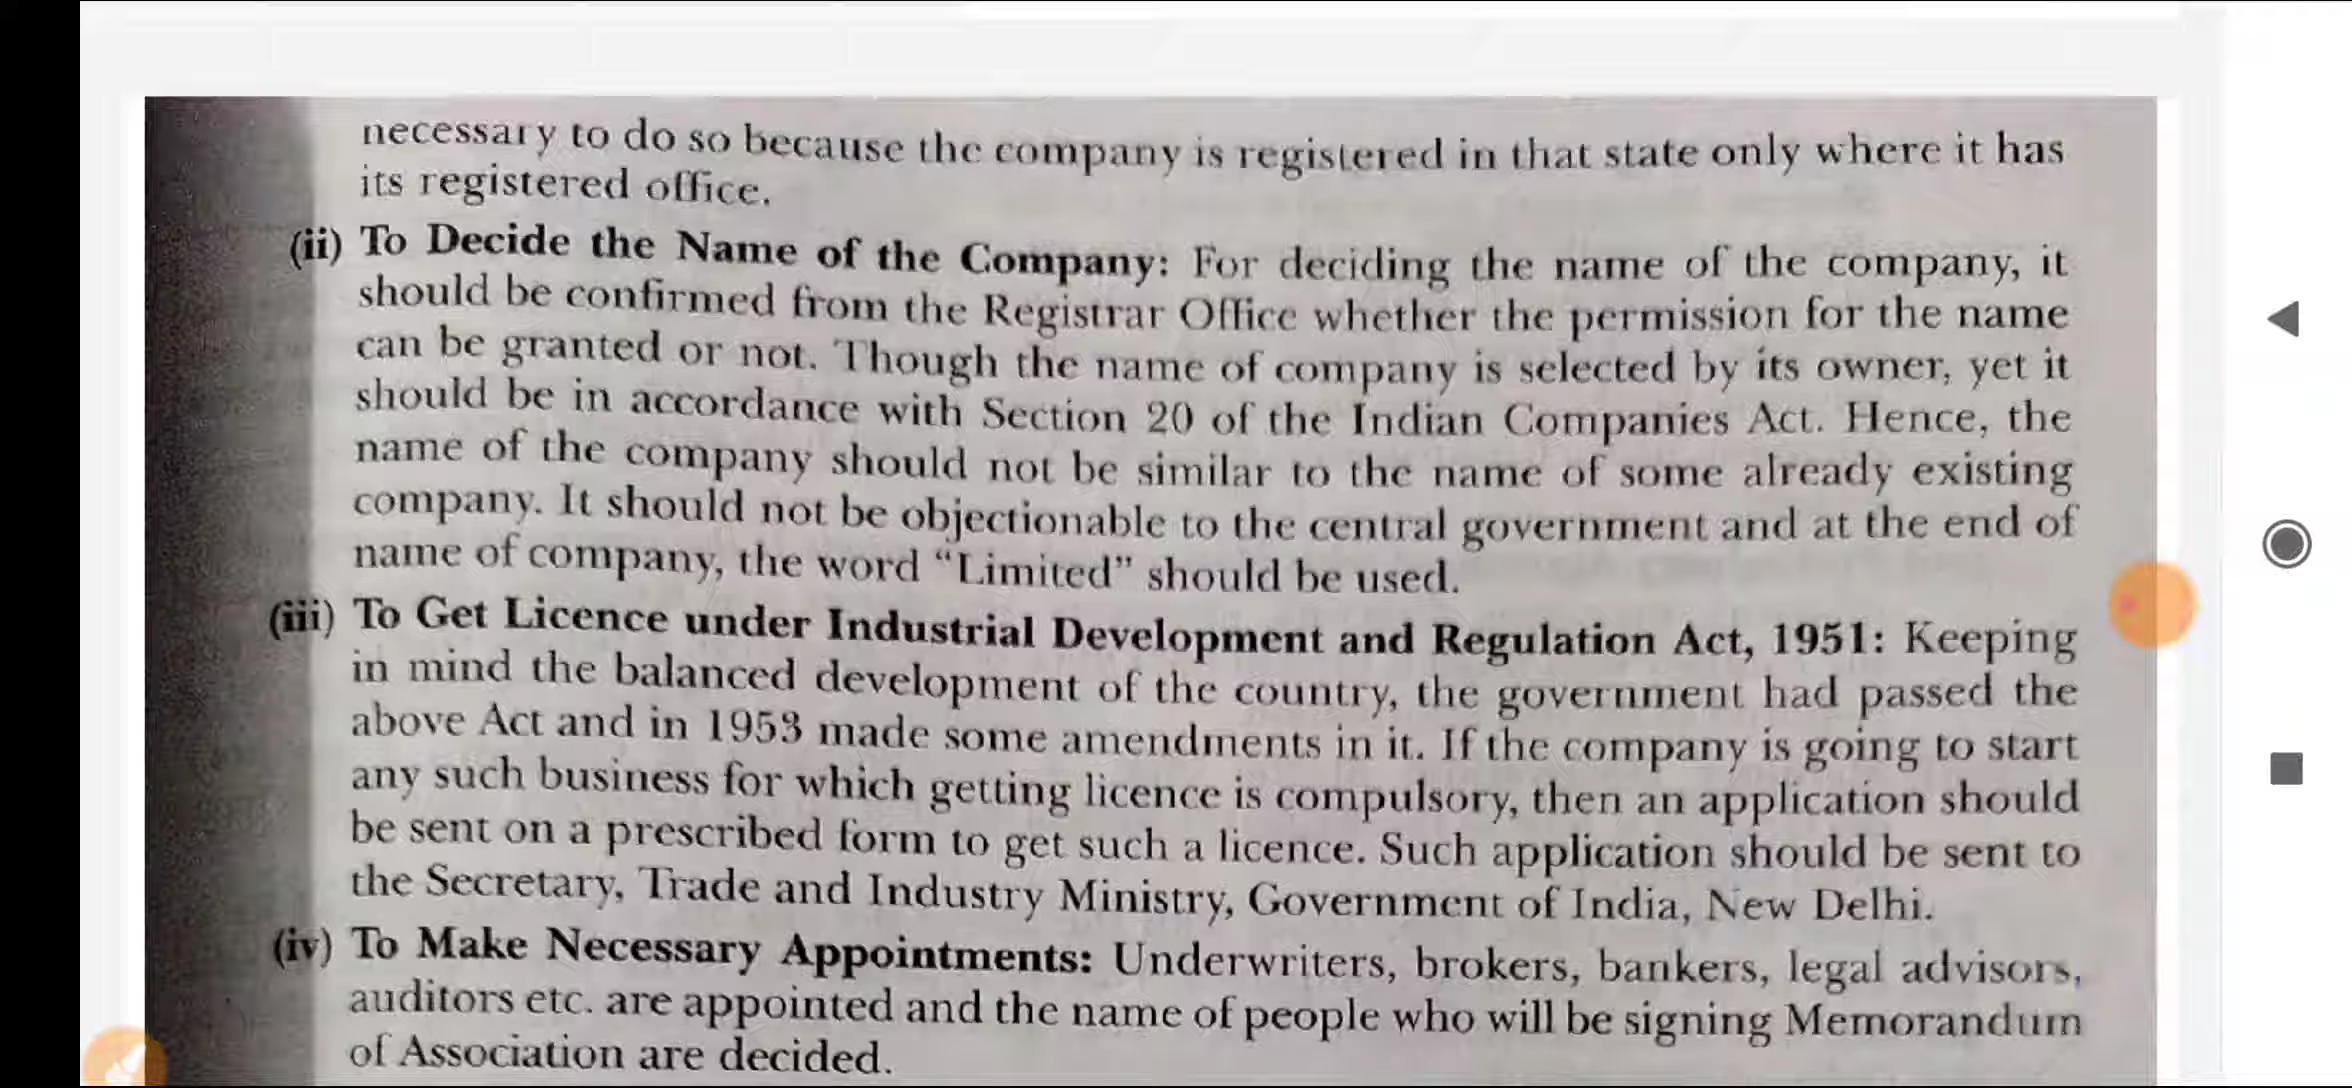 necessary to do so because the company is registered in that state only where it has
its registered office.
(ii) To Decide the Name of the Company: For deciding the name of the company, it
should be confirmed from the Registrar Office whether the permission for the name
can be granted or not. Though the name of company is selected by its owner, yet it
should be in accordance with Section 20 of the Indian Companies Act. Hence, the
name of the company should not be similar to the name of some already existing
company. It should not be objectionable to the central government and at the end of
name of company, the word “Limited” should be used.
(iii) To Get Licence under Industrial Development and Regulation Act, 1951: Keeping
in mind the balanced development of the country, the government had passed the
above Act and in 1953 made some amendments in it. If the company is going to start
any such business for which getting licence is compulsory, then an application should
be sent on a prescribed form to get such a licence. Such application should be sent to
the Secretary, Trade and Industry Ministry, Government of India, New Delhi.
(iv) To Make Necessary Appointments: Underwriters, brokers, bankers, legal advisors,
auditors etc. are appointed and the name of people who will be signing Memorandum
of Association are decided.